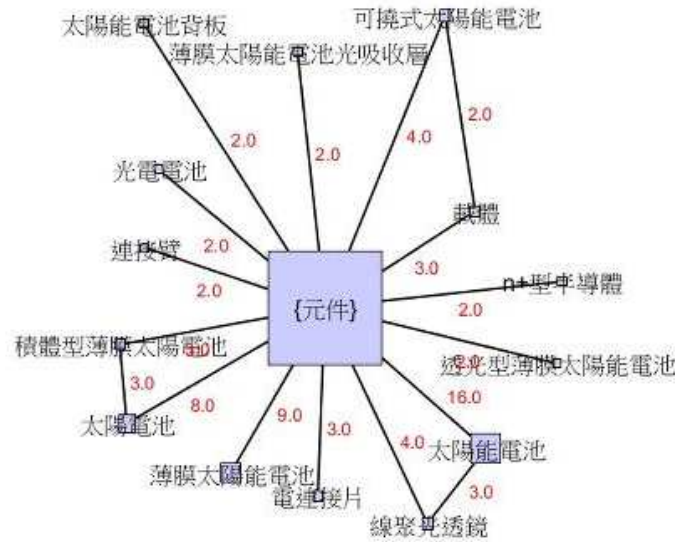 太陽能電池背板
可撓式太陽能電池
薄膜太陽能電池光吸收層
2.0
2.0
4.0
2.0
光電電池
載體
連接臂
2.0
3.0
n+型半導體
2.0
{元件}
2.0
積體型薄膜太陽電池
透光型薄膜太陽能電池
3.0
8.0
16.0
太陽電池
9.0
3.0
4.0
太陽能電池
薄膜太陽能電池
3.0
電連接片
線聚光透鏡